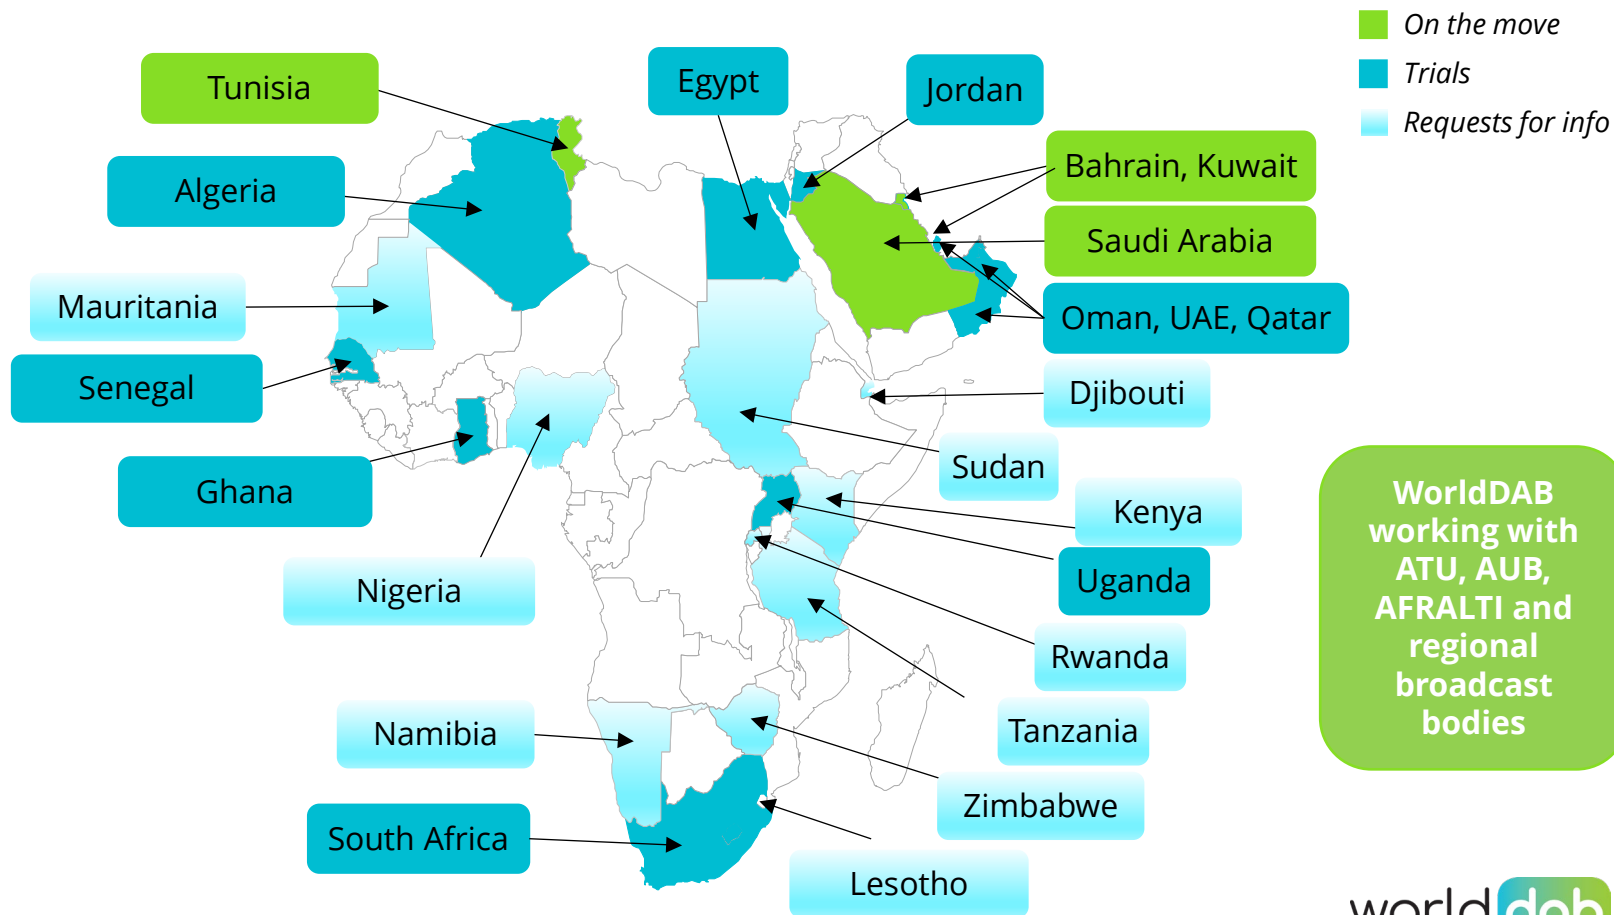 On the move
Trials
Requests for info
Tunisia
Egypt
Jordan
Algeria
Bahrain, Kuwait
Saudi Arabia
Mauritania
Oman, UAE, Qatar
Senegal
Djibouti
Sudan
Ghana
Kenya
Nigeria
Uganda
Rwanda
Namibia
Tanzania
Zimbabwe
South Africa
Lesotho
WorldDAB
working with
ATU, AUB,
AFRALTI and
regional
broadcast
bodies
world dab